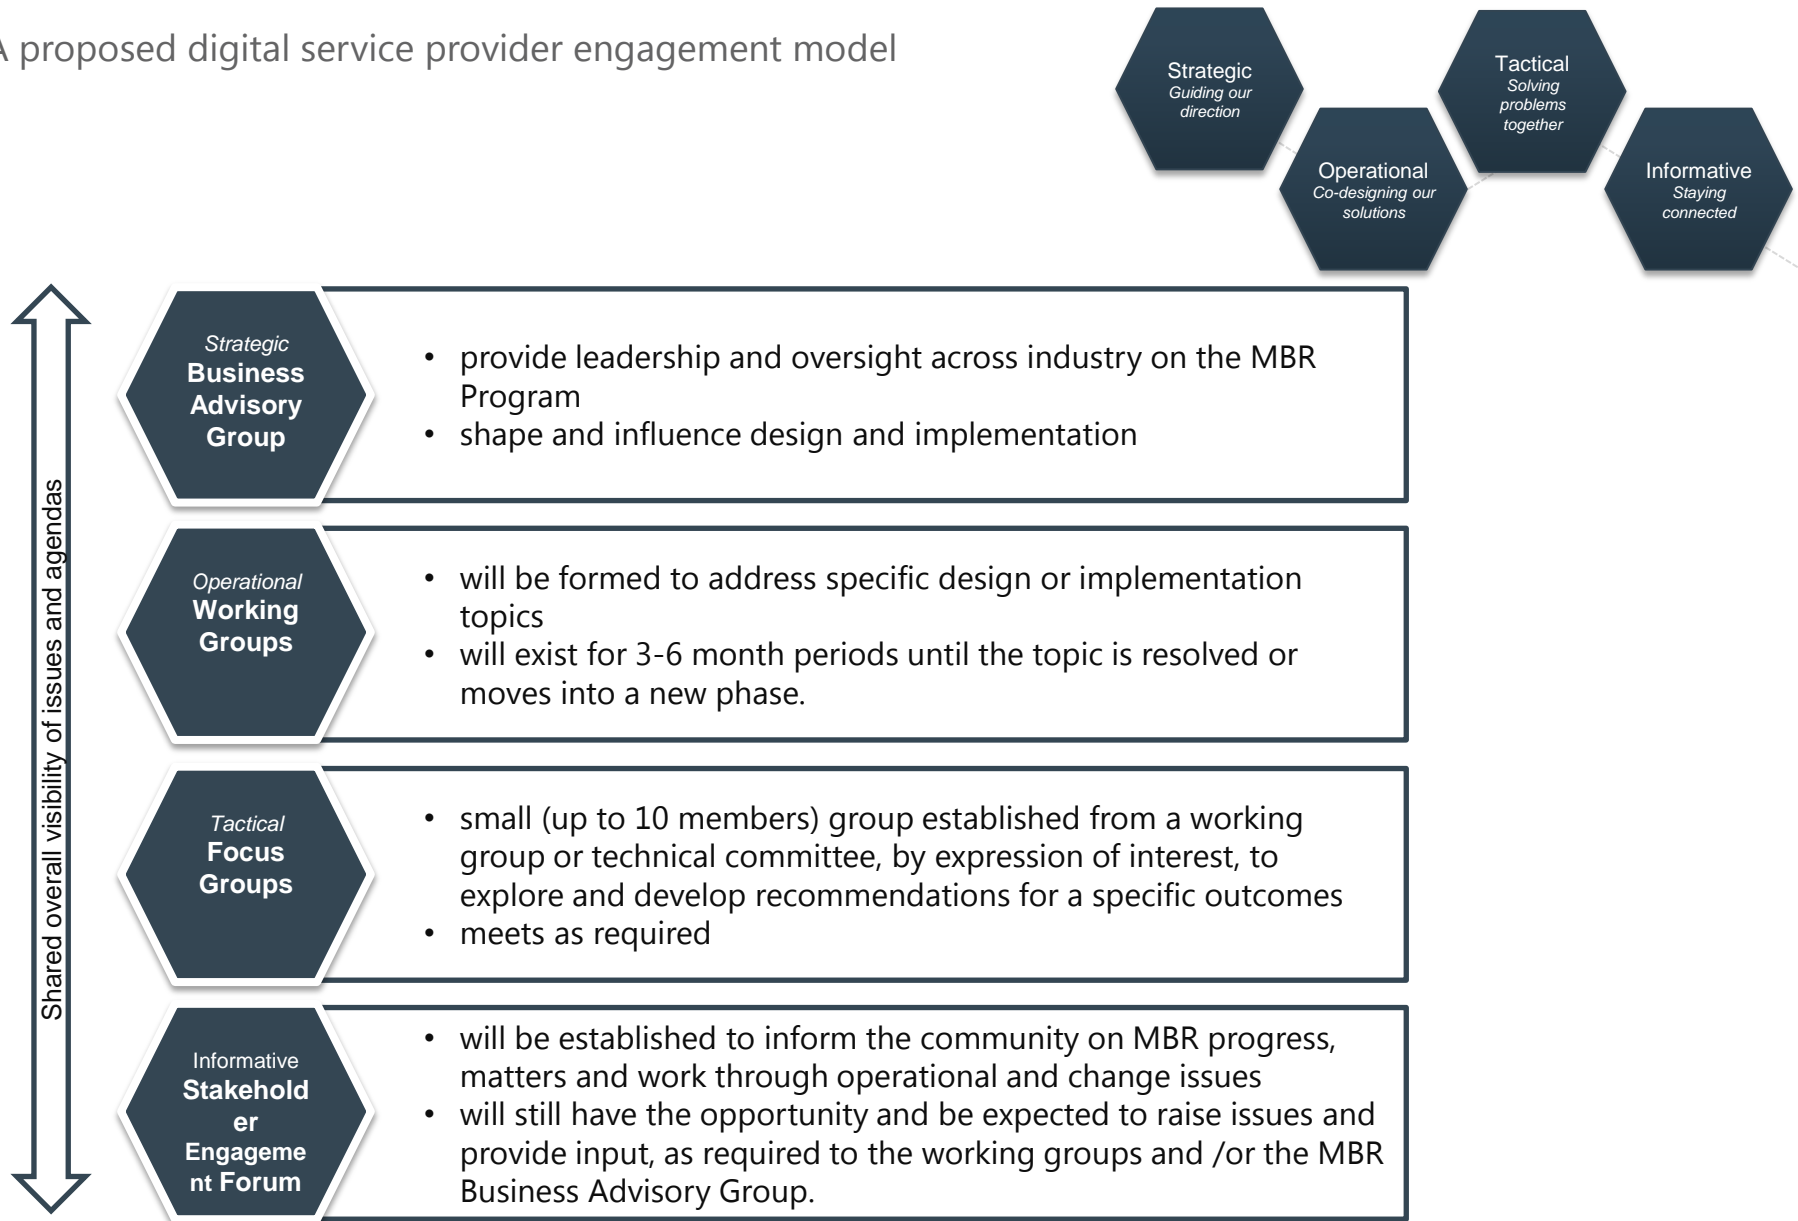 A proposed digital service provider engagement model
Strategic
Guiding our
direction
Operational
Co-designing our
solutions
Tactical
Solving
problems
together
Informative
Staying
connected
Shared overall visibility of issues and agendas
Strategic
Business
Advisory
Group
• provide leadership and oversight across industry on the MBR
Program
• shape and influence design and implementation
Operational
Working
Groups
• will be formed to address specific design or implementation
topics
• will exist for 3-6 month periods until the topic is resolved or
moves into a new phase.
Tactical
Focus
Groups
• small (up to 10 members) group established from a working
group or technical committee, by expression of interest, to
explore and develop recommendations for a specific outcomes
• meets as required
Informative
Stakehold
er
Engageme
nt Forum
• will be established to inform the community on MBR progress,
matters and work through operational and change issues
• will still have the opportunity and be expected to raise issues and
provide input, as required to the working groups and /or the MBR
Business Advisory Group.